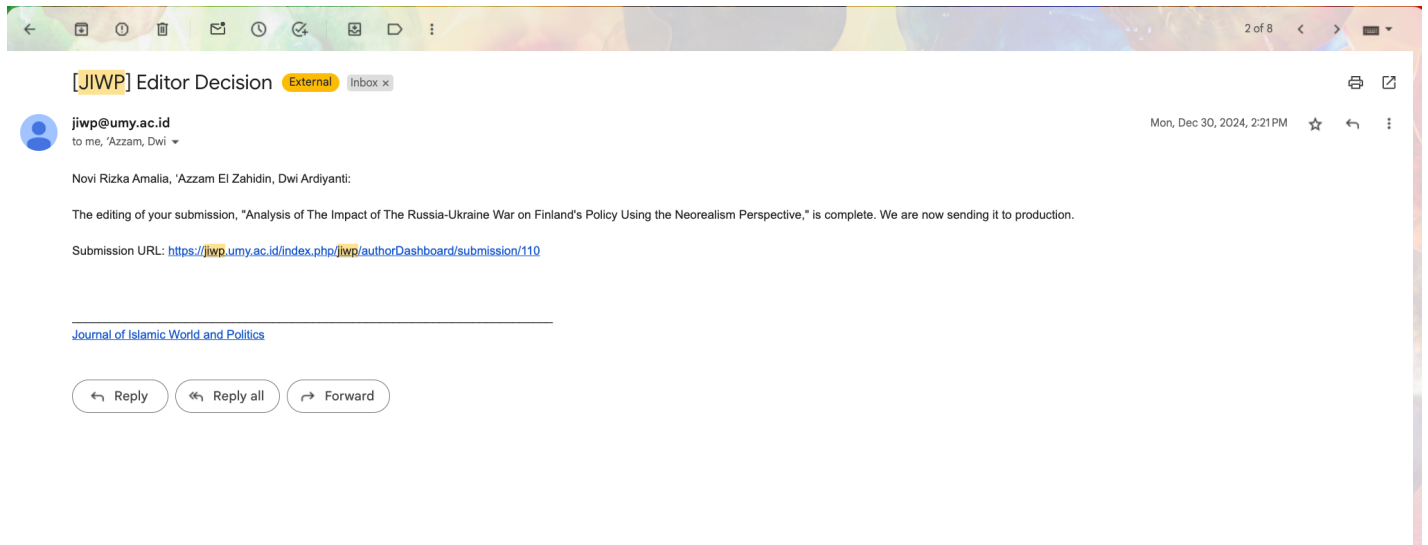 2 of 8
[JIWP] Editor Decision External Inbox ×
jiwp@umy.ac.id
Mon, Dec 30, 2024, 2:21 PM
to me, 'Azzam, Dwi
Novi Rizka Amalia, 'Azzam El Zahidin, Dwi Ardiyanti:
The editing of your submission, "Analysis of The Impact of The Russia-Ukraine War on Finland's Policy Using the Neorealism Perspective," is complete. We are now sending it to production.
Submission URL: https://jiwp.umy.ac.id/index.php/jiwp/authorDashboard/submission/110
Journal of Islamic World and Politics
Reply Reply all Forward